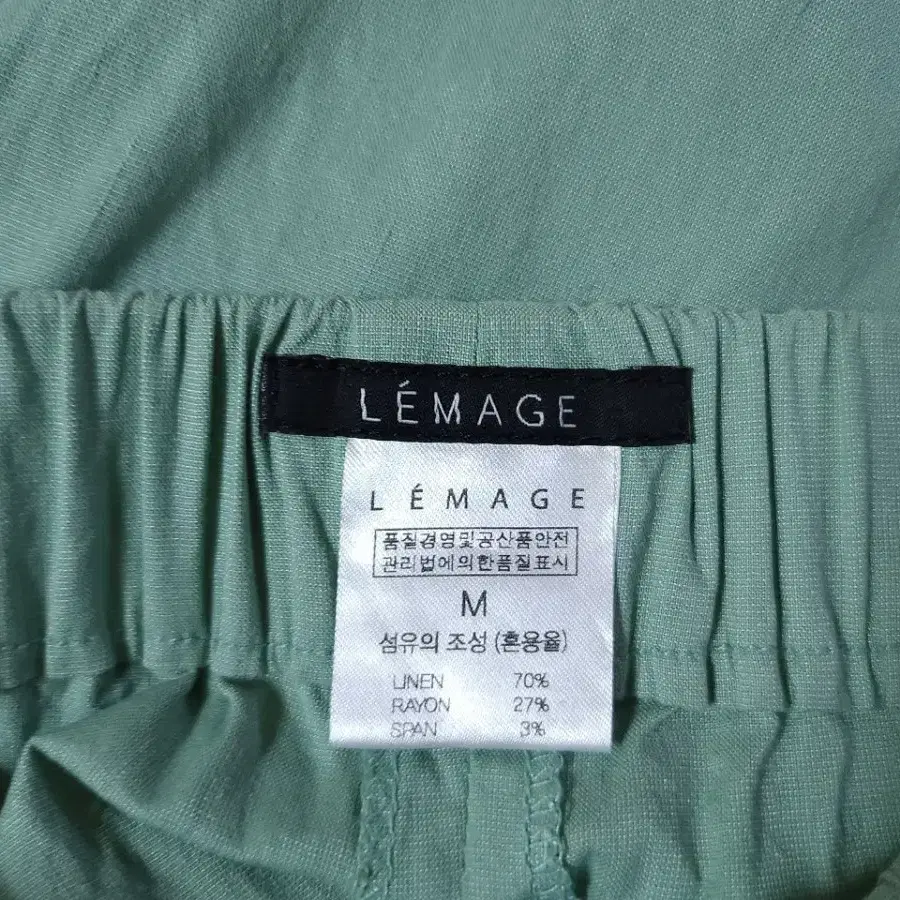 LÉMAGE
LÉMAGE
품질경영및공산품안전
관리법에의한품질표시
M
섬유의 조성 (혼용율)
LINEN 70%
RAYON 27%
SPAN 3%